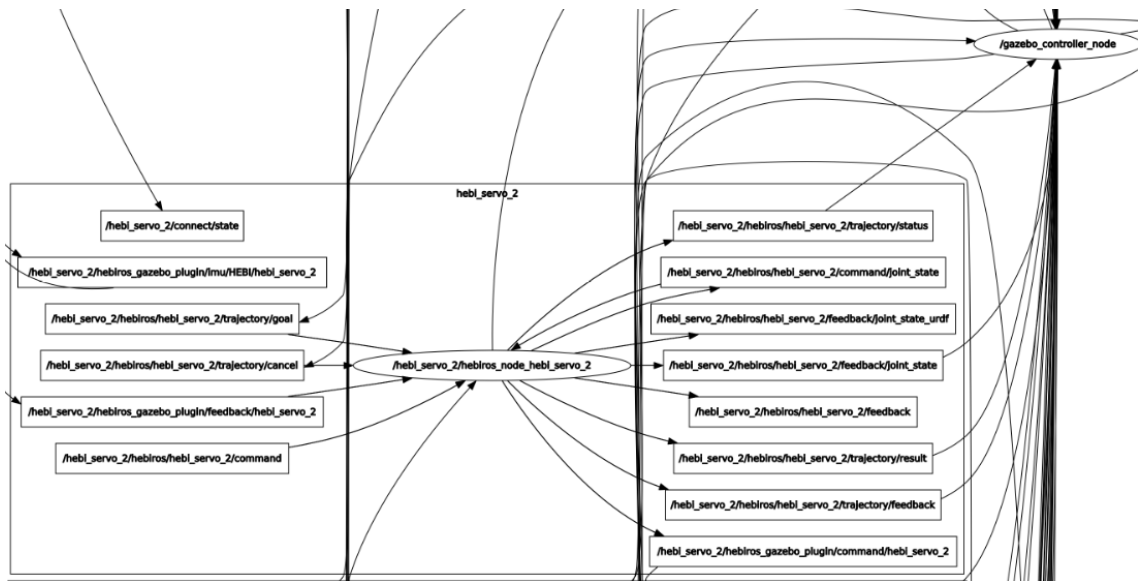 /gazebo_controller_node
hebi_servo_2
/hebi_servo_2/connect/state
/hebi_servo_2/hebiros_gazebo_plugin/imu/HEBI/hebi_servo_2
/hebi_servo_2/hebiros/hebi_servo_2/trajectory/goal
/hebi_servo_2/hebiros/hebi_servo_2/trajectory/cancel
/hebi_servo_2/hebiros_gazebo_plugin/feedback/hebi_servo_2
/hebi_servo_2/hebiros/hebi_servo_2/command
/hebi_servo_2/hebiros_node_hebi_servo_2
/hebi_servo_2/hebiros/hebi_servo_2/trajectory/status
/hebi_servo_2/hebiros/hebi_servo_2/command/joint_state
/hebi_servo_2/hebiros/hebi_servo_2/feedback/joint_state_urdf
/hebi_servo_2/hebiros/hebi_servo_2/feedback/joint_state
/hebi_servo_2/hebiros/hebi_servo_2/feedback
/hebi_servo_2/hebiros/hebi_servo_2/trajectory/result
/hebi_servo_2/hebiros/hebi_servo_2/trajectory/feedback
/hebi_servo_2/hebiros_gazebo_plugin/command/hebi_servo_2